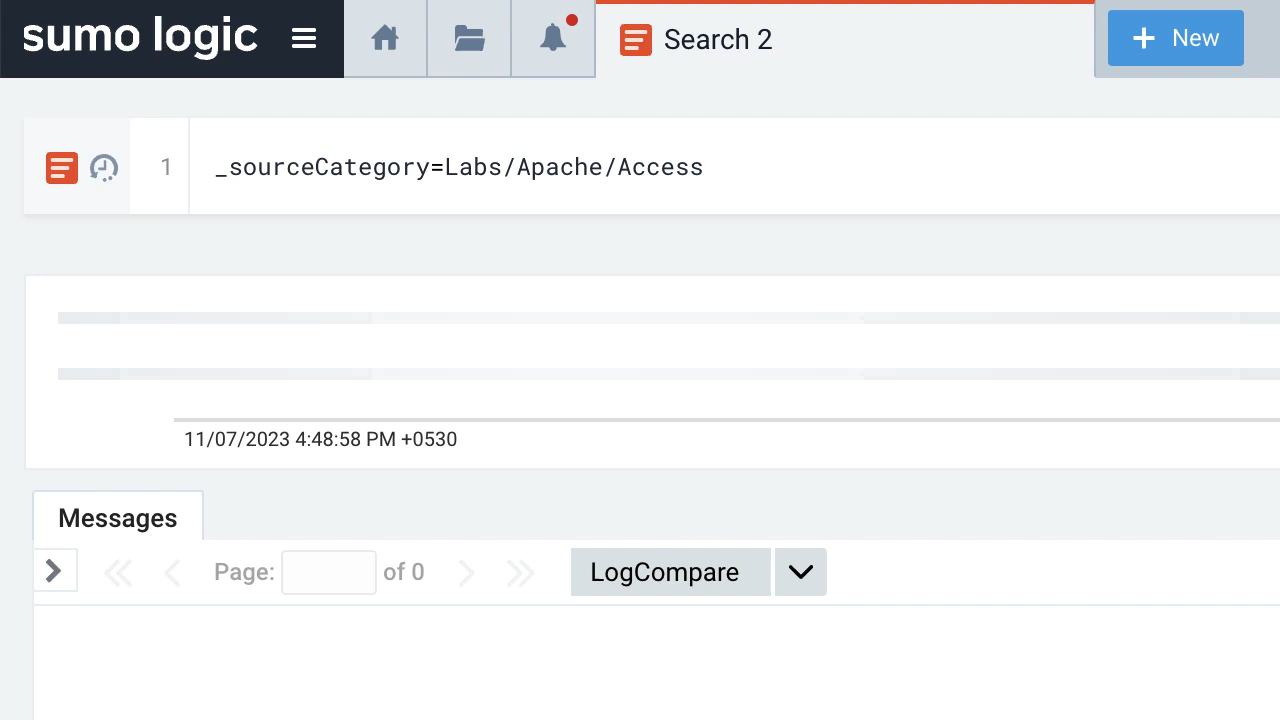 sumo logic
Search 2
+ New
1 _sourceCategory=Labs/Apache/Access
11/07/2023 4:48:58 PM +0530
Messages
Page: of 0
LogCompare